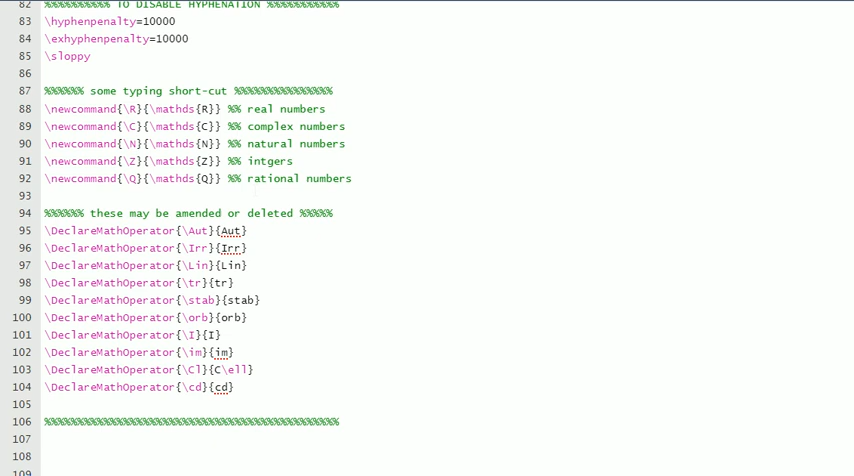 82 %%%%%%%%%% TO DISABLE HYPHENATION %%%%%%%%%%%
83 \hyphenpenalty=10000
84 \exhyphenpenalty=10000
85 \sloppy
86
87 %%%%%% some typing short-cut %%%%%%%%%%%%%%%
88 \newcommand{\R}{\mathds{R}} %% real numbers
89 \newcommand{\C}{\mathds{C}} %% complex numbers
90 \newcommand{\N}{\mathds{N}} %% natural numbers
91 \newcommand{\Z}{\mathds{Z}} %% intgers
92 \newcommand{\Q}{\mathds{Q}} %% rational numbers
93
94 %%%%%% these may be amended or deleted %%%%%
95 \DeclareMathOperator{\Aut}{Aut}
96 \DeclareMathOperator{\Irr}{Irr}
97 \DeclareMathOperator{\Lin}{Lin}
98 \DeclareMathOperator{\tr}{tr}
99 \DeclareMathOperator{\stab}{stab}
100 \DeclareMathOperator{\orb}{orb}
101 \DeclareMathOperator{\I}{I}
102 \DeclareMathOperator{\im}{im}
103 \DeclareMathOperator{\Cl}{C\ell}
104 \DeclareMathOperator{\cd}{cd}
105
106 %%%%%%%%%%%%%%%%%%%%%%%%%%%%%%%%%%%%%%%%%%%%%
107
108
109